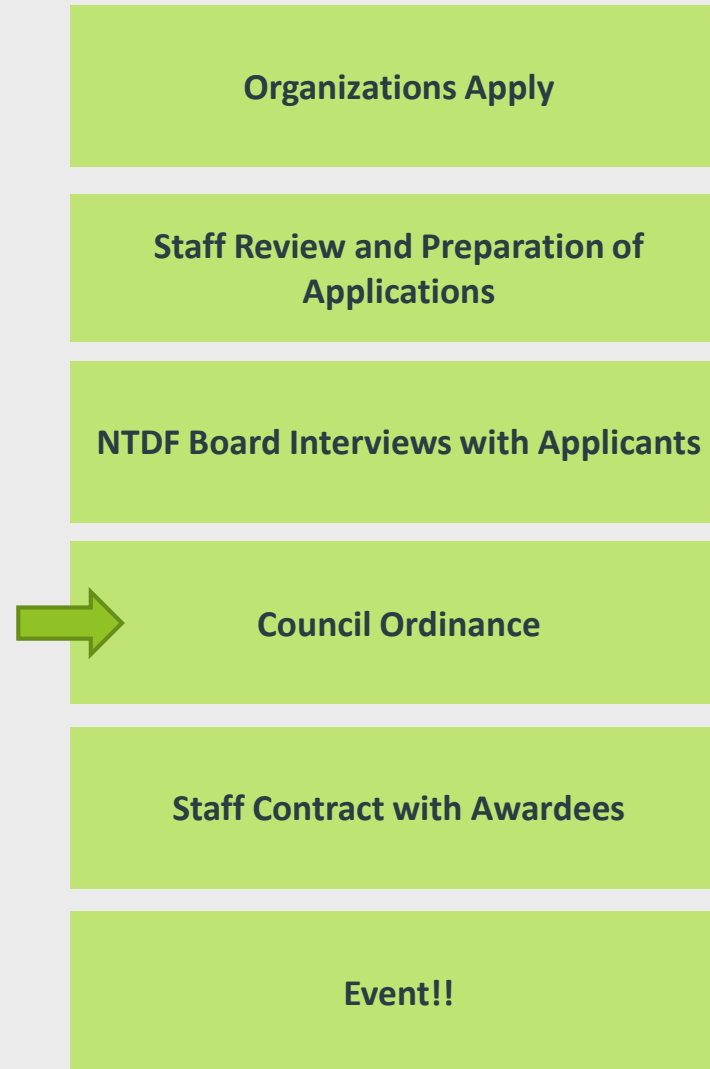 Organizations Apply
Staff Review and Preparation of
Applications
NTDF Board Interviews with Applicants
Council Ordinance
Staff Contract with Awardees
Event!!